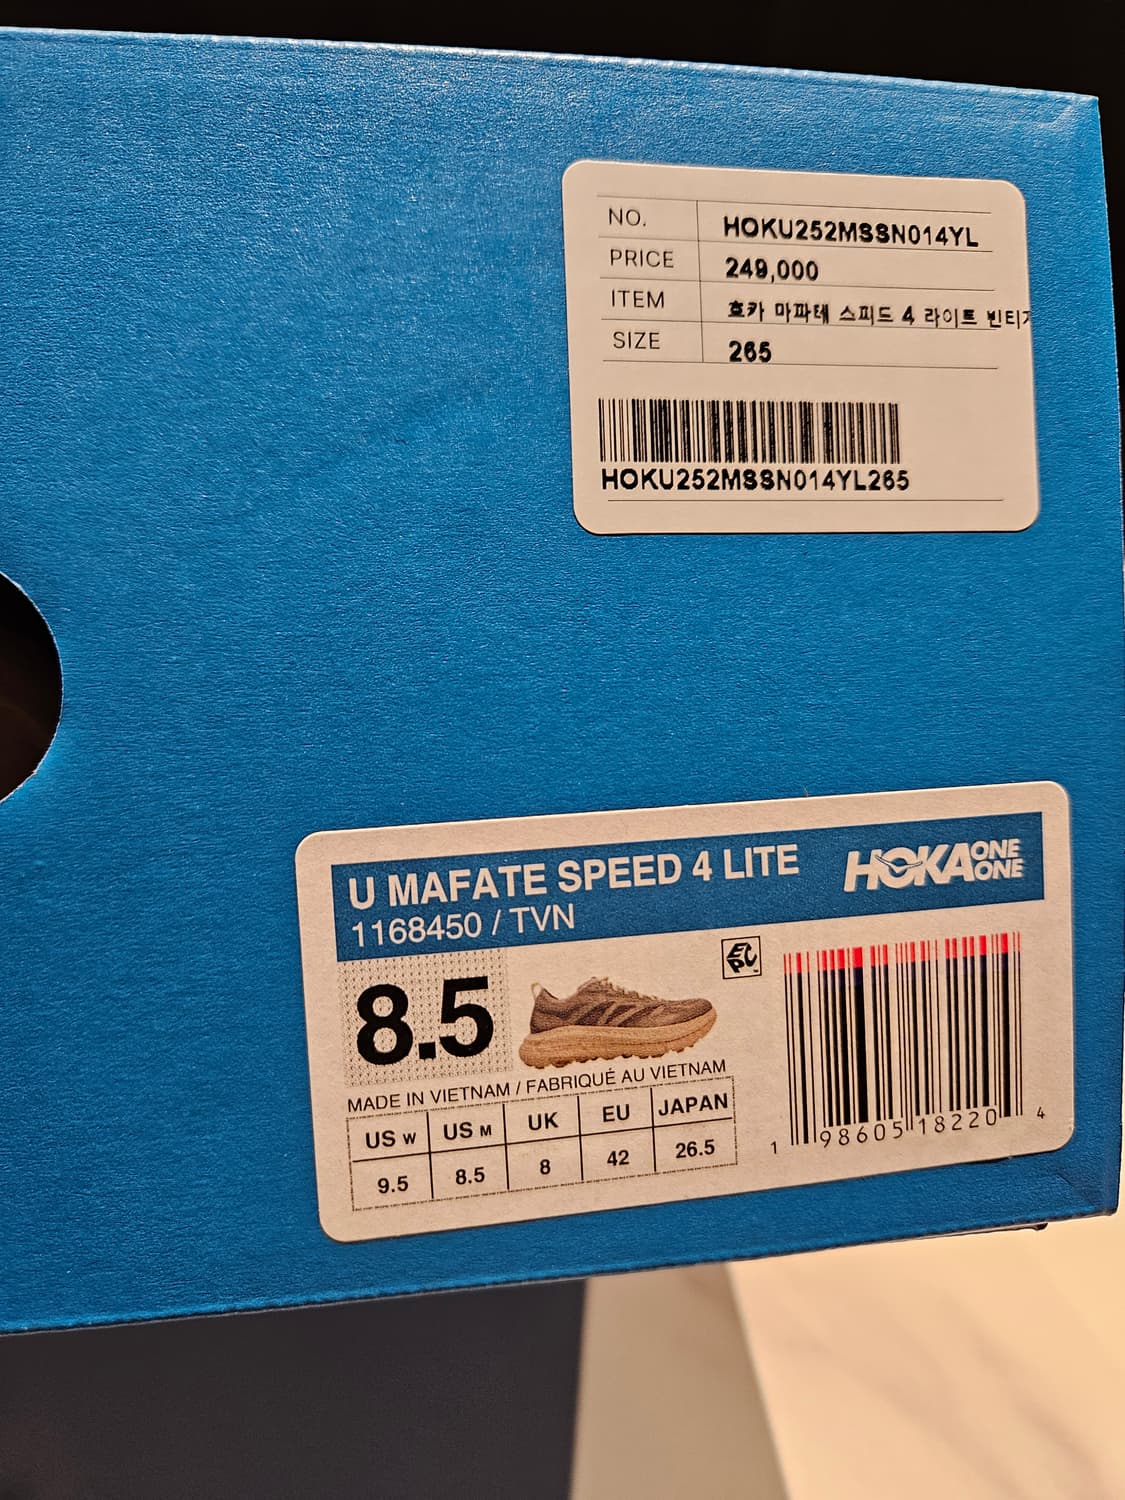 NO. HOKU252MSSN014YL
PRICE 249,000
ITEM 호카 마파테 스피드 4 라이트 빈티
SIZE 265
HOKU252MSSN014YL265
U MAFATE SPEED 4 LITE
HOKA ONE ONE
1168450 / TVN
8.5
EPC
MADE IN VIETNAM / FABRIQUÉ AU VIETNAM
US W US M UK EU JAPAN
9.5 8.5 8 42 26.5
1 98605 18220 4